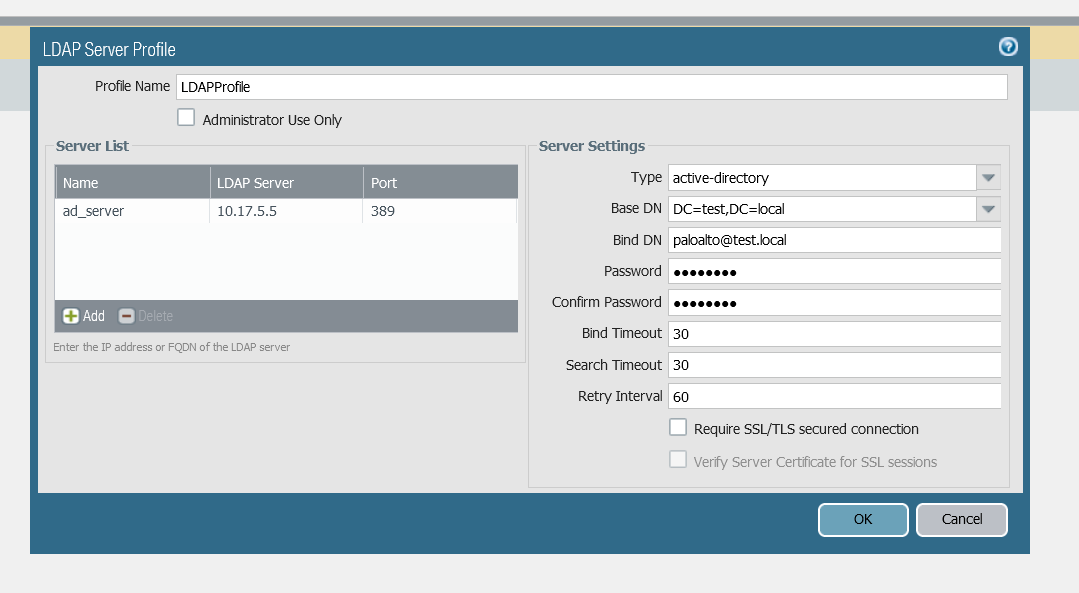 LDAP Server Profile
?
Profile Name LDAPProfile
Administrator Use Only
Server List
Name LDAP Server Port
ad_server 10.17.5.5 389
Add Delete
Enter the IP address or FQDN of the LDAP server
Server Settings
Type active-directory
Base DN DC=test,DC=local
Bind DN paloalto@test.local
Password ●●●●●●●●
Confirm Password ●●●●●●●●
Bind Timeout 30
Search Timeout 30
Retry Interval 60
Require SSL/TLS secured connection
Verify Server Certificate for SSL sessions
OK Cancel